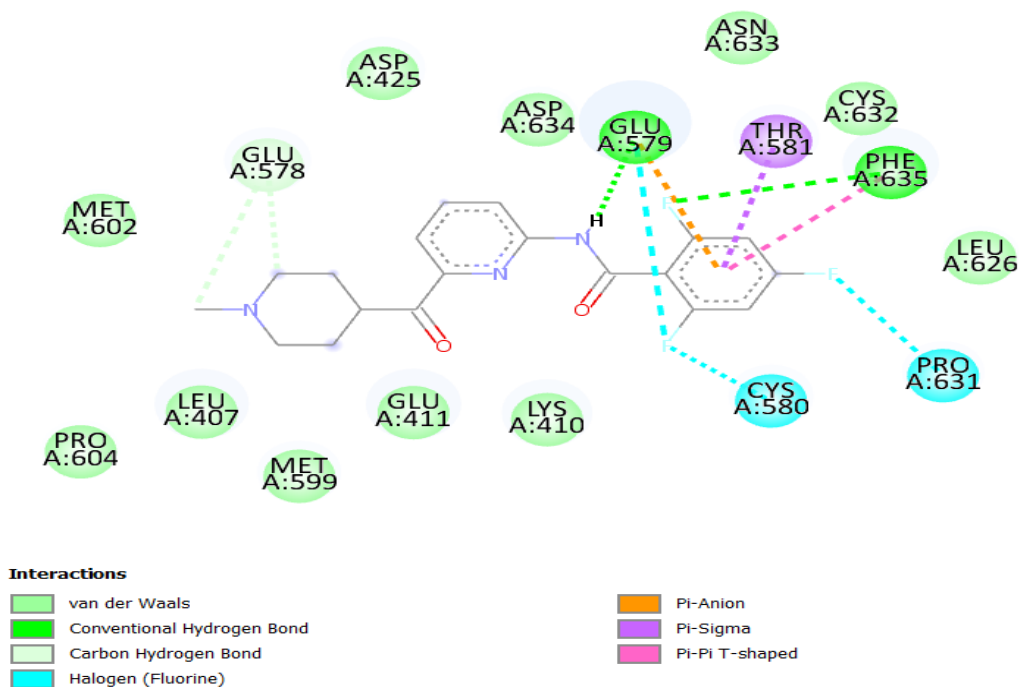 ASN
A:633
ASP
A:425
CYS
A:632
ASP
A:634
GLU
A:579
THR
A:581
GLU
A:578
PHE
A:635
MET
A:602
H
F
LEU
A:626
N
N
N
F
O
O
F
PRO
A:631
CYS
A:580
LEU
A:407
GLU
A:411
LYS
A:410
PRO
A:604
MET
A:599
Interactions
van der Waals
Conventional Hydrogen Bond
Carbon Hydrogen Bond
Halogen (Fluorine)
Pi-Anion
Pi-Sigma
Pi-Pi T-shaped